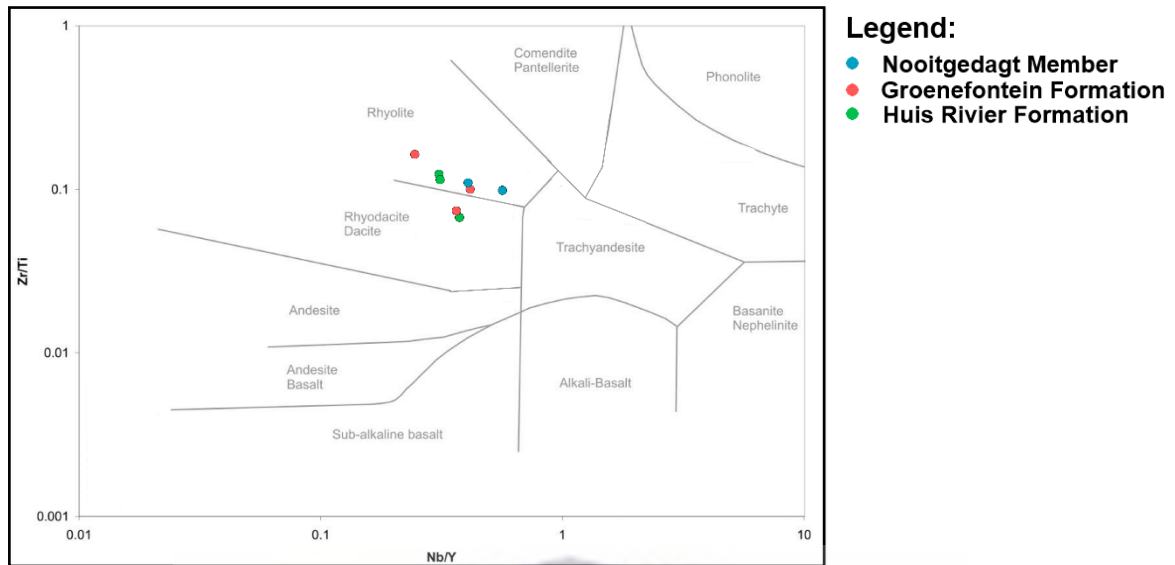 1
0.1
0.01
0.001
0.01
0.1
1
10
Zr/Ti
Nb/Y
Comendite
Pantellerite
Phonolite
Rhyolite
Rhyodacite
Dacite
Trachyte
Trachyandesite
Andesite
Basanite
Nephelinite
Andesite
Basalt
Alkali-Basalt
Sub-alkaline basalt
Legend:
Nooitgedagt Member
Groenefontein Formation
Huis Rivier Formation